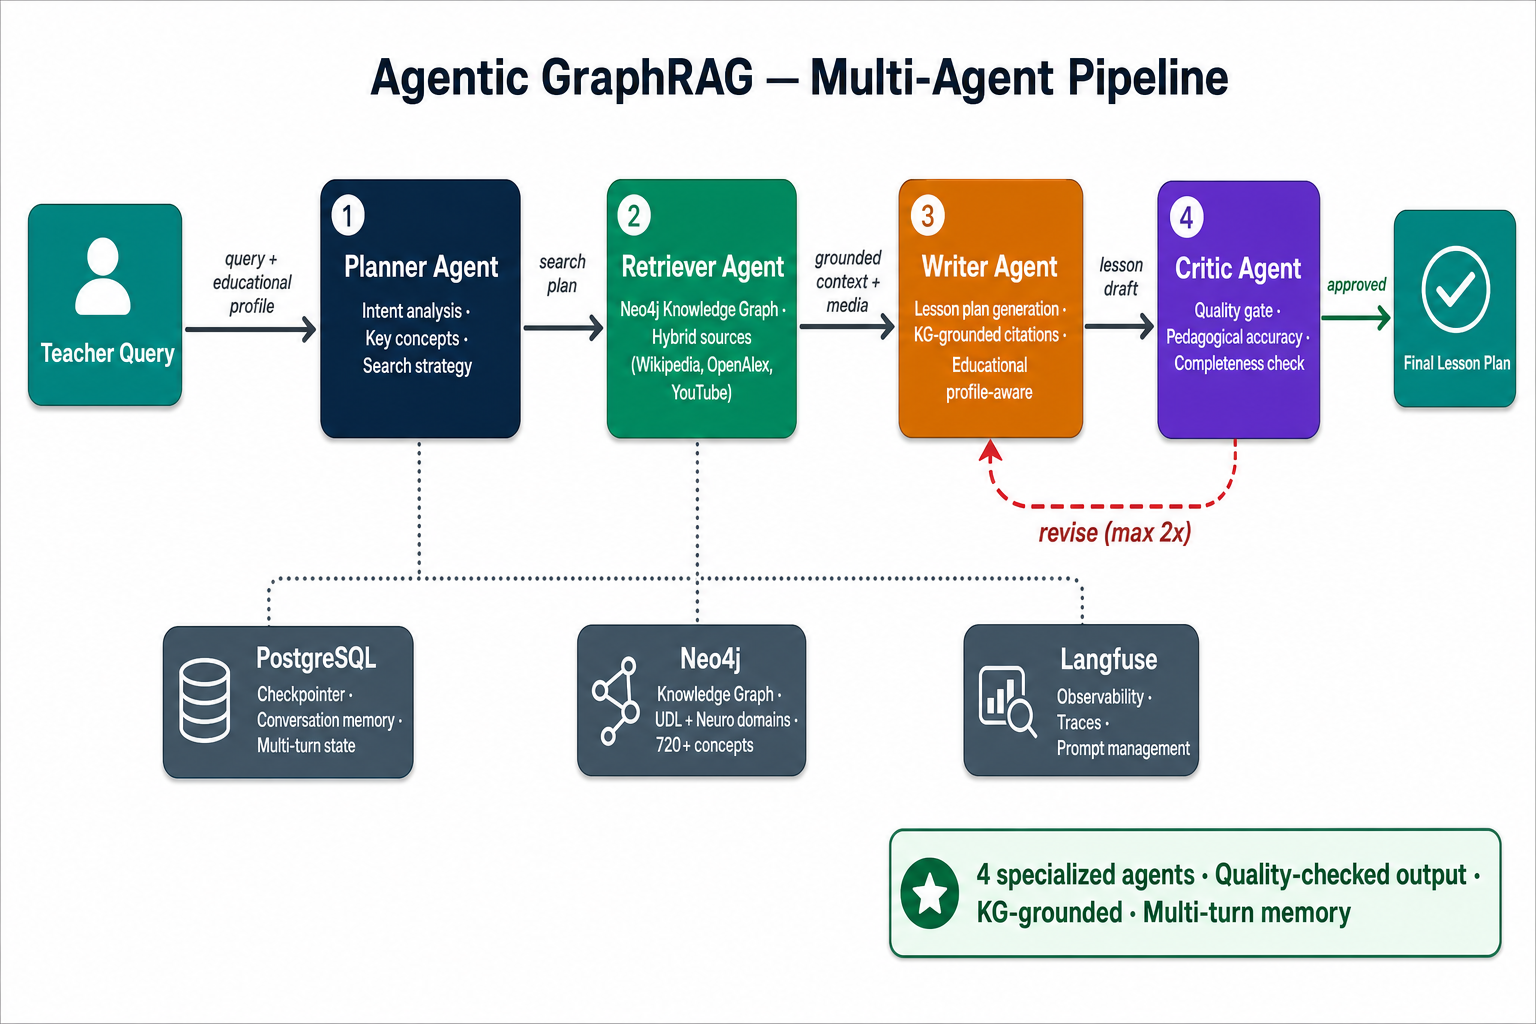 Agentic GraphRAG — Multi-Agent Pipeline
Teacher Query
query +
educational
profile
1
Planner Agent
Intent analysis ·
Key concepts ·
Search strategy
search
plan
2
Retriever Agent
Neo4j Knowledge Graph ·
Hybrid sources
(Wikipedia, OpenAlex,
YouTube)
grounded
context +
media
3
Writer Agent
Lesson plan generation ·
KG-grounded citations ·
Educational
profile-aware
lesson
draft
4
Critic Agent
Quality gate ·
Pedagogical accuracy ·
Completeness check
approved
Final Lesson Plan
revise (max 2x)
PostgreSQL
Checkpointer ·
Conversation memory ·
Multi-turn state
Neo4j
Knowledge Graph ·
UDL + Neuro domains ·
720+ concepts
Langfuse
Observability ·
Traces ·
Prompt management
4 specialized agents · Quality-checked output ·
KG-grounded · Multi-turn memory